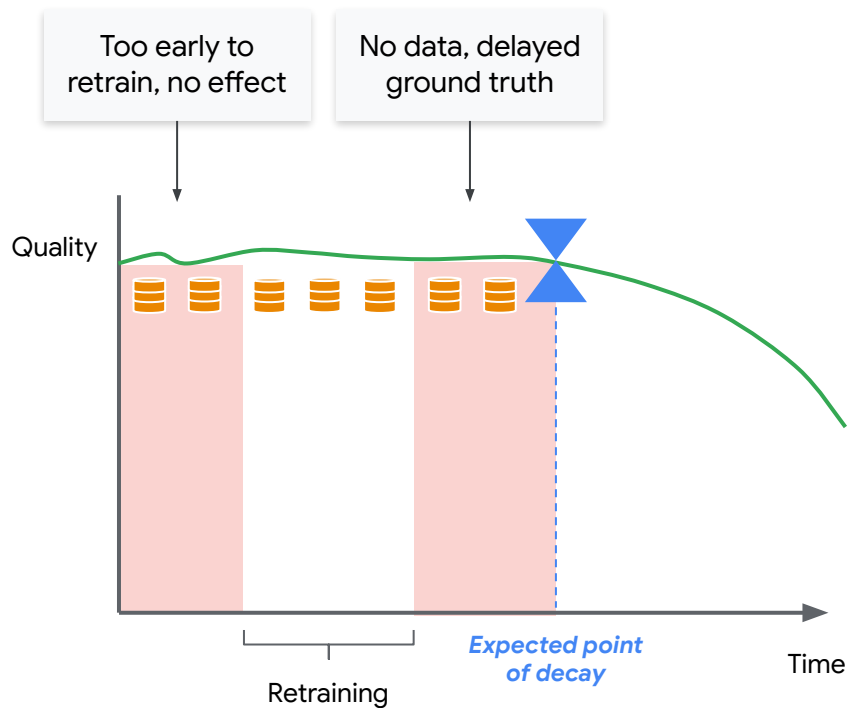 Too early to
retrain, no effect
No data, delayed
ground truth
Quality
Expected point
of decay
Time
Retraining